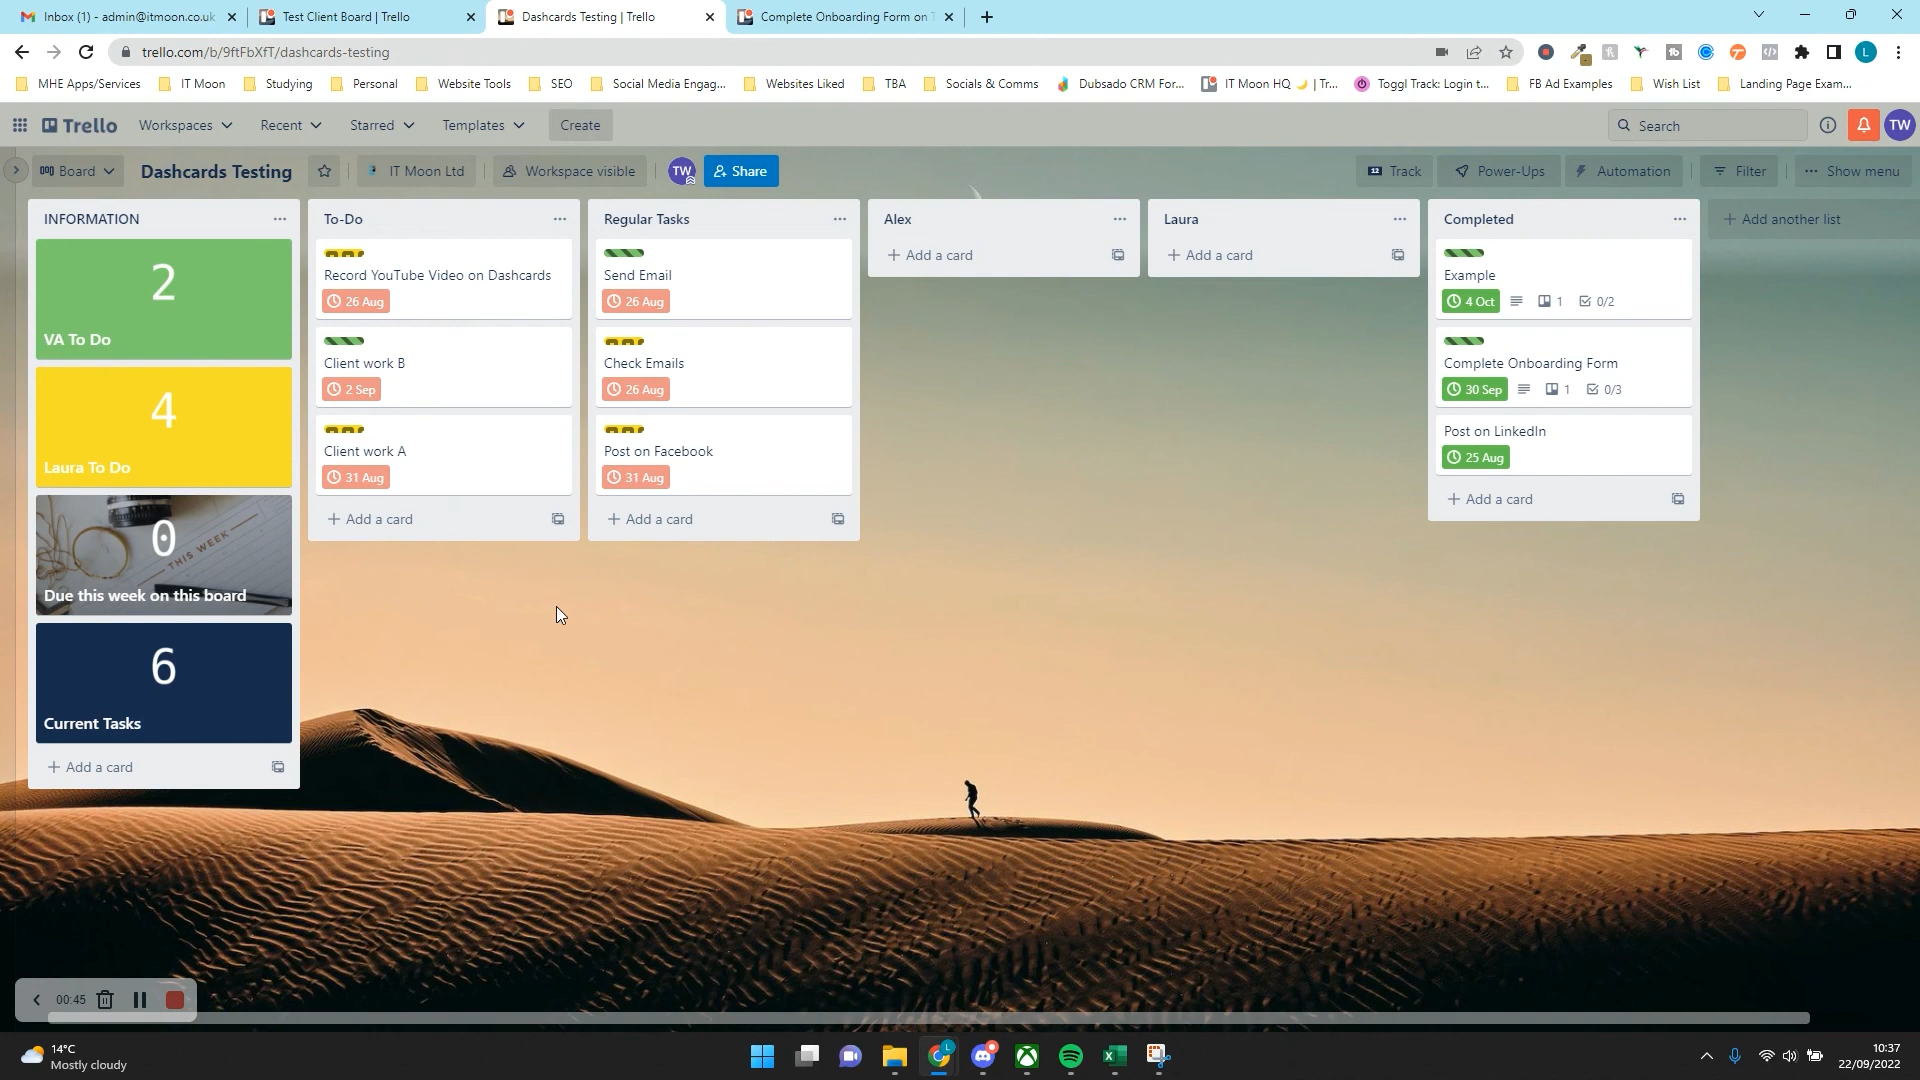 Inbox (1) - admin@itmoon.co.uk
Test Client Board | Trello
Dashcards Testing | Trello
Complete Onboarding Form on T
trello.com/b/9ftFbXfT/dashcards-testing
L
MHE Apps/Services
IT Moon
Studying
Personal
Website Tools
SEO
Social Media Engag...
Websites Liked
TBA
Socials & Comms
Dubsado CRM For...
IT Moon HQ 🌙 | Tr...
Toggl Track: Login t...
FB Ad Examples
Wish List
Landing Page Exam...
Trello
Workspaces
Recent
Starred
Templates
Create
Search
TW
Board
Dashcards Testing
IT Moon Ltd
Workspace visible
TW
Share
12 Track
Power-Ups
Automation
Filter
Show menu
INFORMATION
2
VA To Do
4
Laura To Do
THIS WEEK
0
Due this week on this board
6
Current Tasks
+ Add a card
To-Do
Record YouTube Video on Dashcards
26 Aug
Client work B
2 Sep
Client work A
31 Aug
+ Add a card
Regular Tasks
Send Email
26 Aug
Check Emails
26 Aug
Post on Facebook
31 Aug
+ Add a card
Alex
+ Add a card
Laura
+ Add a card
Completed
Example
4 Oct
1
0/2
Complete Onboarding Form
30 Sep
1
0/3
Post on LinkedIn
25 Aug
+ Add a card
+ Add another list
00:45
14°C
Mostly cloudy
L
10:37
22/09/2022